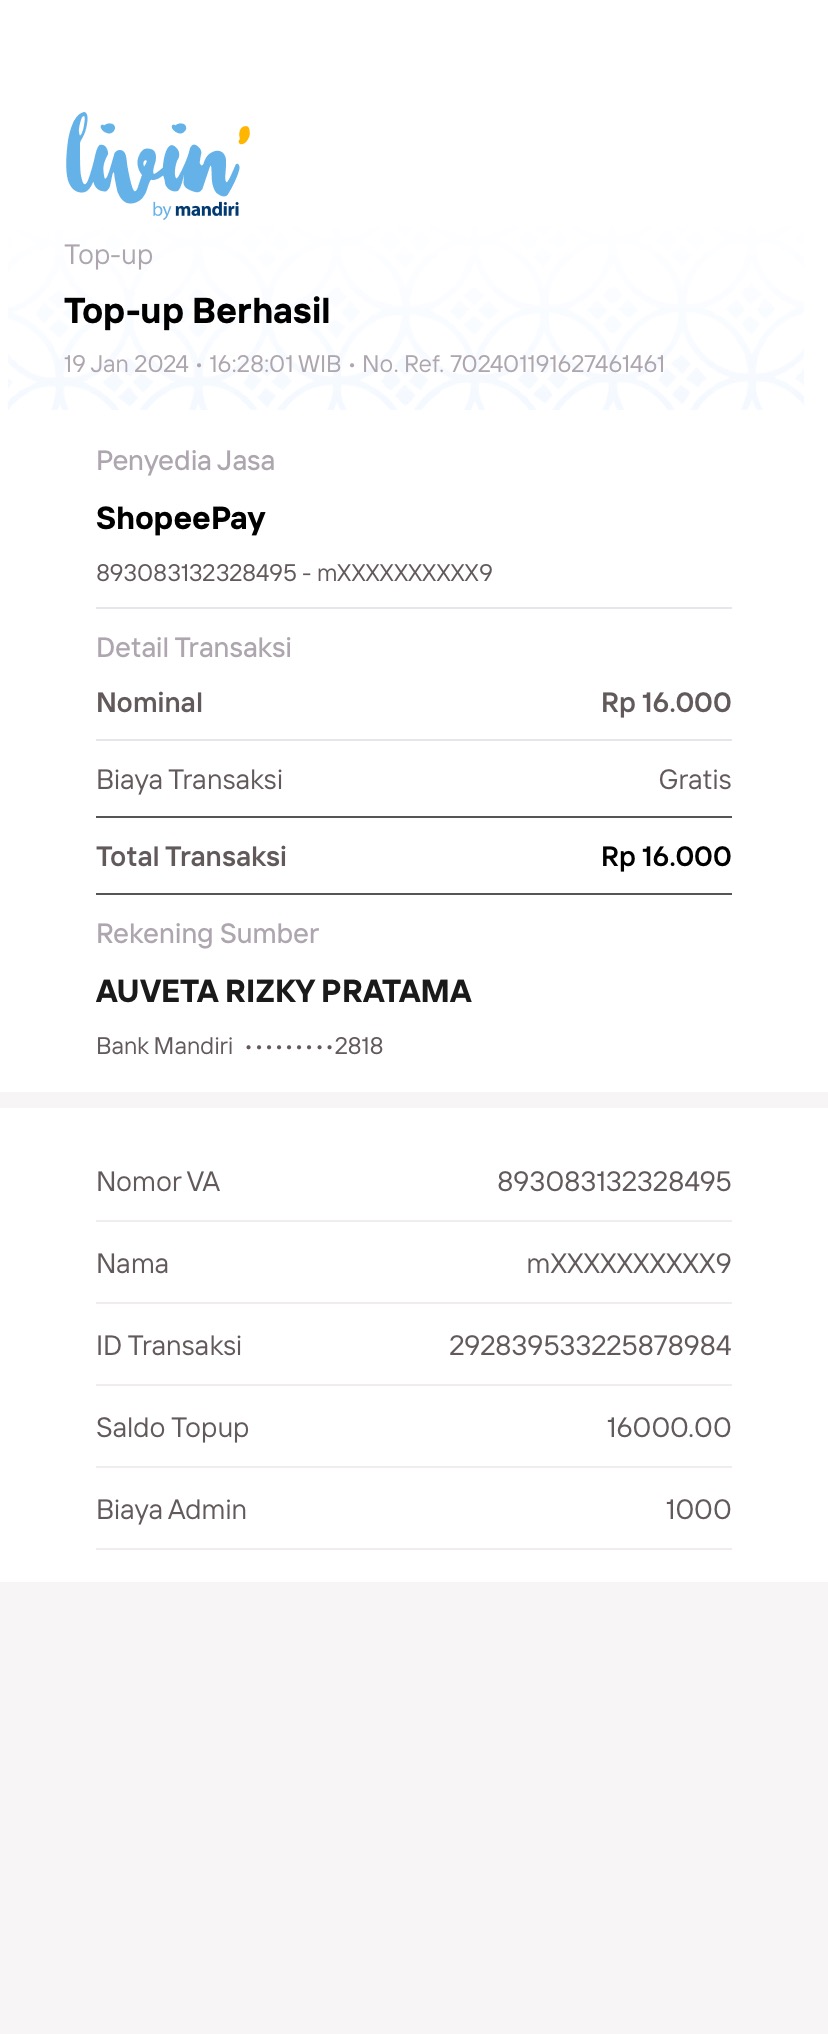 livin'
by mandiri
Top-up
Top-up Berhasil
19 Jan 2024 • 16:28:01 WIB • No. Ref. 702401191627461461
Penyedia Jasa
ShopeePay
893083132328495 - mXXXXXXXXXX9
Detail Transaksi
Nominal Rp 16.000
Biaya Transaksi Gratis
Total Transaksi Rp 16.000
Rekening Sumber
AUVETA RIZKY PRATAMA
Bank Mandiri •••••••••2818
Nomor VA 893083132328495
Nama mXXXXXXXXXX9
ID Transaksi 292839533225878984
Saldo Topup 16000.00
Biaya Admin 1000